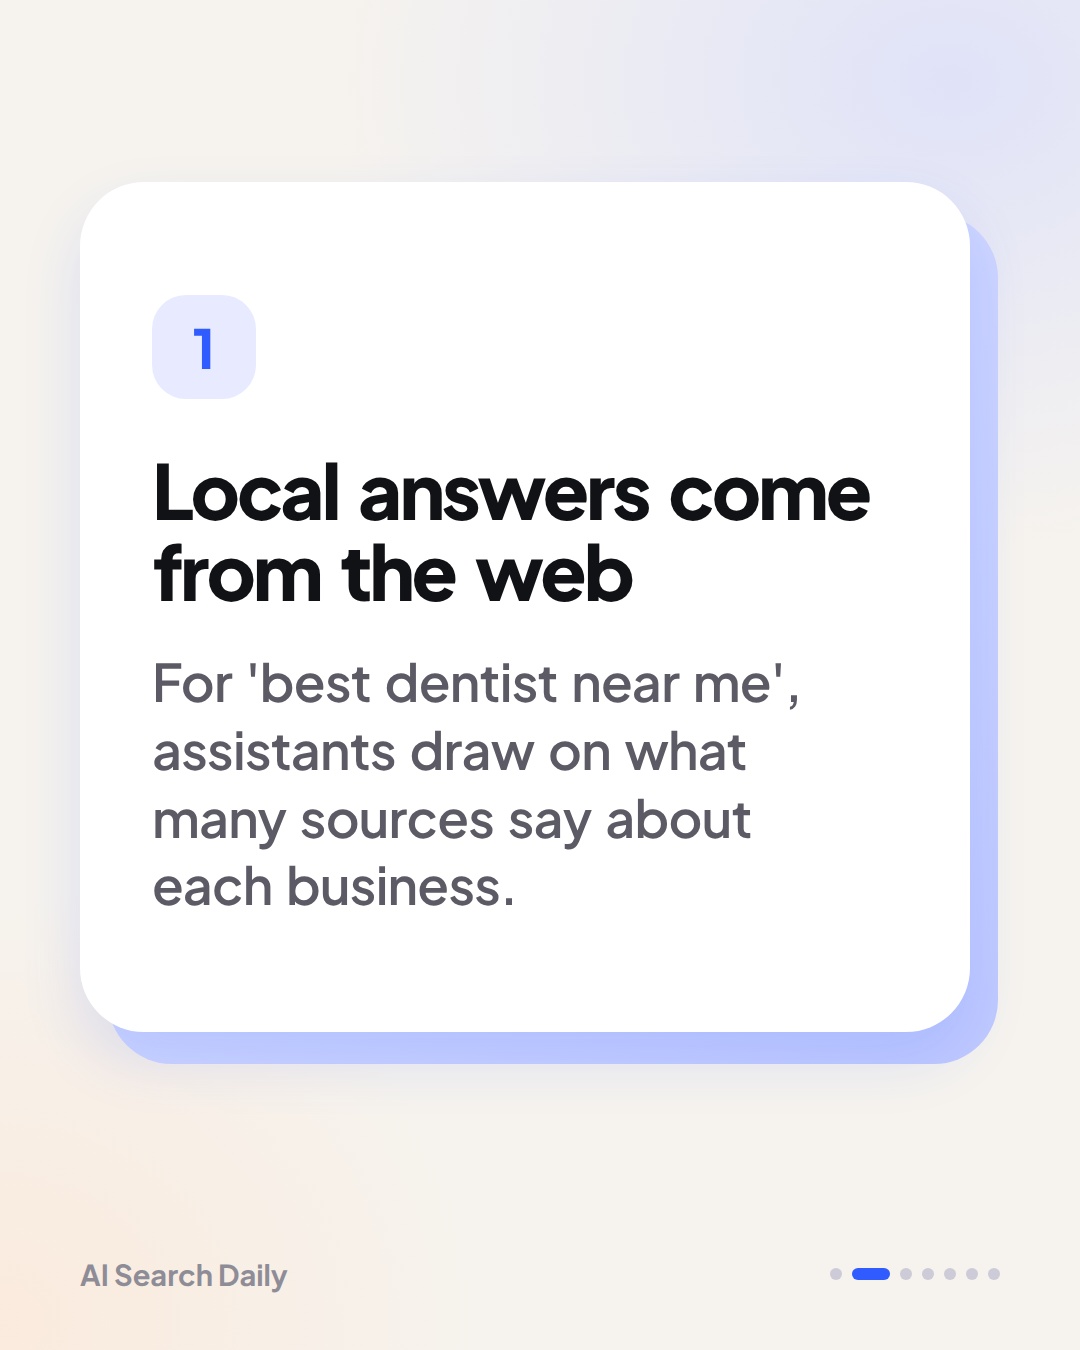 1
Local answers come
from the web
For 'best dentist near me',
assistants draw on what
many sources say about
each business.
AI Search Daily